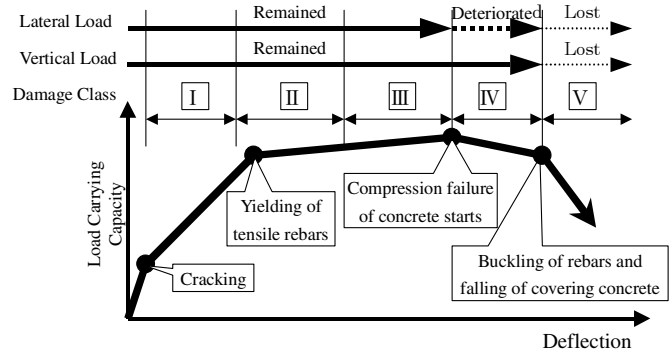 Remained
Deteriorated
Lost
Lateral Load
Remained
Lost
Vertical Load
Damage Class
I
II
III
IV
V
Load Carrying
Capacity
Yielding of
tensile rebars
Compression failure
of concrete starts
Cracking
Buckling of rebars and
falling of covering concrete
Deflection